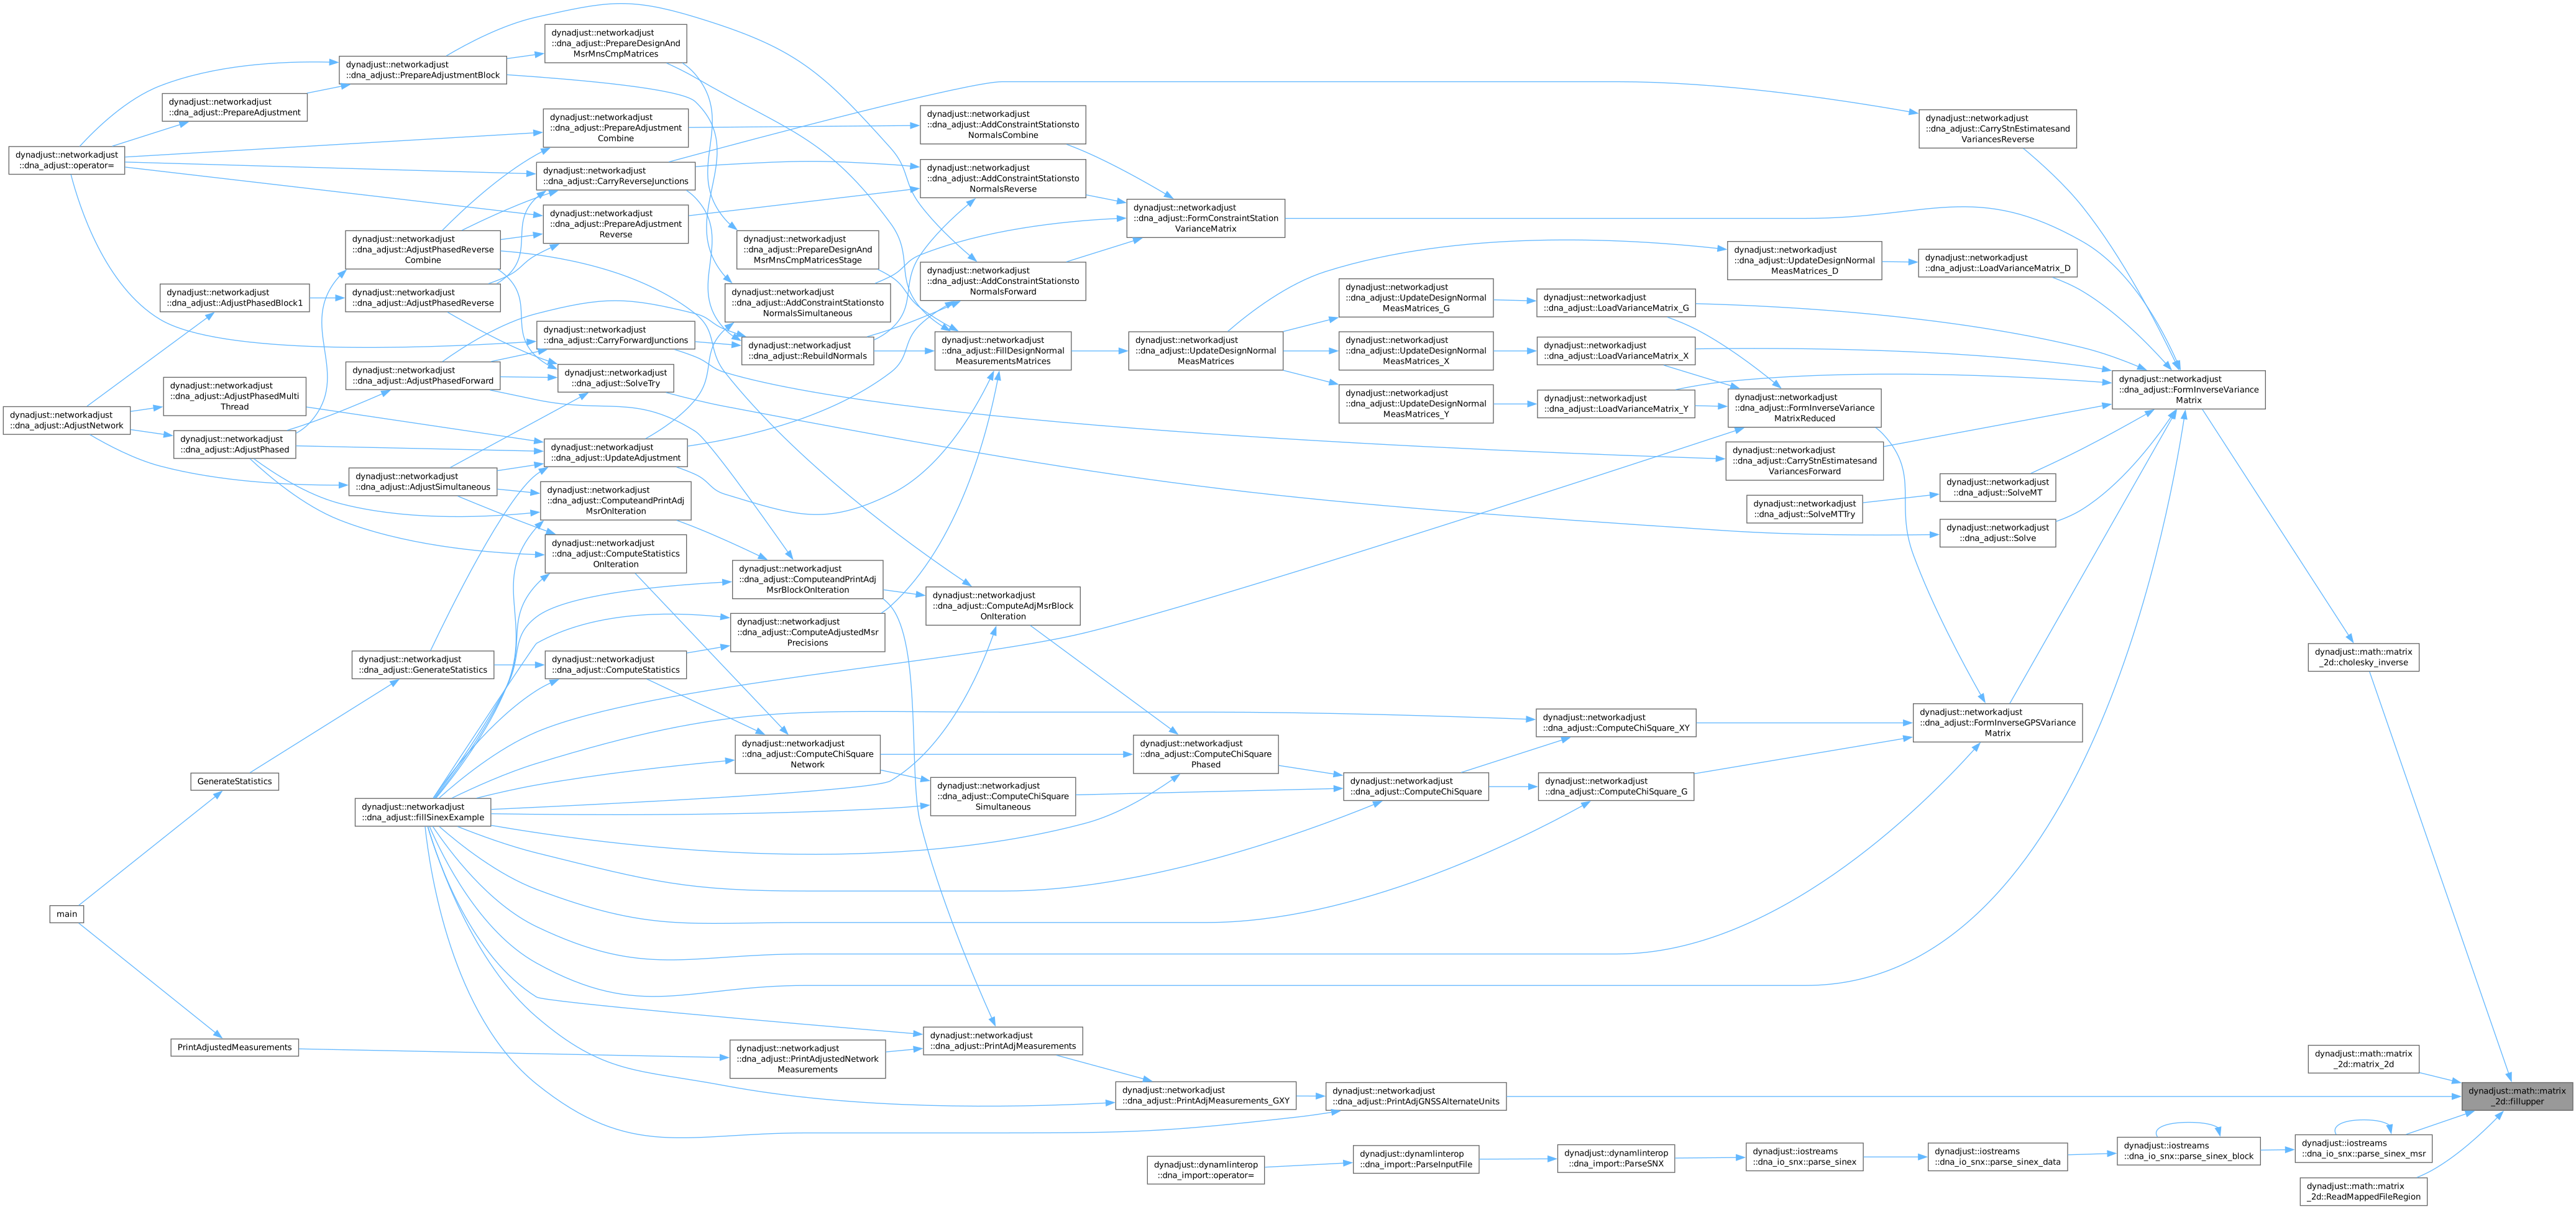 dynadjust::networkadjust
::dna_adjust::operator=
dynadjust::networkadjust
::dna_adjust::AdjustNetwork
main
dynadjust::networkadjust
::dna_adjust::PrepareAdjustment
dynadjust::networkadjust
::dna_adjust::AdjustPhasedBlock1
dynadjust::networkadjust
::dna_adjust::AdjustPhasedMulti
Thread
dynadjust::networkadjust
::dna_adjust::AdjustPhased
GenerateStatistics
PrintAdjustedMeasurements
dynadjust::networkadjust
::dna_adjust::PrepareAdjustmentBlock
dynadjust::networkadjust
::dna_adjust::AdjustPhasedReverse
Combine
dynadjust::networkadjust
::dna_adjust::AdjustPhasedReverse
dynadjust::networkadjust
::dna_adjust::AdjustPhasedForward
dynadjust::networkadjust
::dna_adjust::AdjustSimultaneous
dynadjust::networkadjust
::dna_adjust::GenerateStatistics
dynadjust::networkadjust
::dna_adjust::fillSinexExample
dynadjust::networkadjust
::dna_adjust::PrepareDesignAnd
MsrMnsCmpMatrices
dynadjust::networkadjust
::dna_adjust::PrepareAdjustment
Combine
dynadjust::networkadjust
::dna_adjust::CarryReverseJunctions
dynadjust::networkadjust
::dna_adjust::PrepareAdjustment
Reverse
dynadjust::networkadjust
::dna_adjust::CarryForwardJunctions
dynadjust::networkadjust
::dna_adjust::SolveTry
dynadjust::networkadjust
::dna_adjust::UpdateAdjustment
dynadjust::networkadjust
::dna_adjust::ComputeandPrintAdj
MsrOnIteration
dynadjust::networkadjust
::dna_adjust::ComputeStatistics
OnIteration
dynadjust::networkadjust
::dna_adjust::ComputeStatistics
dynadjust::networkadjust
::dna_adjust::PrepareDesignAnd
MsrMnsCmpMatricesStage
dynadjust::networkadjust
::dna_adjust::AddConstraintStationsto
NormalsSimultaneous
dynadjust::networkadjust
::dna_adjust::RebuildNormals
dynadjust::networkadjust
::dna_adjust::ComputeandPrintAdj
MsrBlockOnIteration
dynadjust::networkadjust
::dna_adjust::ComputeAdjustedMsr
Precisions
dynadjust::networkadjust
::dna_adjust::ComputeChiSquare
Network
dynadjust::networkadjust
::dna_adjust::PrintAdjustedNetwork
Measurements
dynadjust::networkadjust
::dna_adjust::AddConstraintStationsto
NormalsCombine
dynadjust::networkadjust
::dna_adjust::AddConstraintStationsto
NormalsReverse
dynadjust::networkadjust
::dna_adjust::AddConstraintStationsto
NormalsForward
dynadjust::networkadjust
::dna_adjust::FillDesignNormal
MeasurementsMatrices
dynadjust::networkadjust
::dna_adjust::ComputeAdjMsrBlock
OnIteration
dynadjust::networkadjust
::dna_adjust::ComputeChiSquare
Simultaneous
dynadjust::networkadjust
::dna_adjust::PrintAdjMeasurements
dynadjust::networkadjust
::dna_adjust::FormConstraintStation
VarianceMatrix
dynadjust::networkadjust
::dna_adjust::UpdateDesignNormal
MeasMatrices
dynadjust::networkadjust
::dna_adjust::ComputeChiSquare
Phased
dynadjust::networkadjust
::dna_adjust::PrintAdjMeasurements_GXY
dynadjust::dynamlinterop
::dna_import::operator=
dynadjust::networkadjust
::dna_adjust::UpdateDesignNormal
MeasMatrices_G
dynadjust::networkadjust
::dna_adjust::UpdateDesignNormal
MeasMatrices_X
dynadjust::networkadjust
::dna_adjust::UpdateDesignNormal
MeasMatrices_Y
dynadjust::networkadjust
::dna_adjust::ComputeChiSquare
dynadjust::networkadjust
::dna_adjust::PrintAdjGNSSAlternateUnits
dynadjust::dynamlinterop
::dna_import::ParseInputFile
dynadjust::networkadjust
::dna_adjust::LoadVarianceMatrix_G
dynadjust::networkadjust
::dna_adjust::LoadVarianceMatrix_X
dynadjust::networkadjust
::dna_adjust::LoadVarianceMatrix_Y
dynadjust::networkadjust
::dna_adjust::ComputeChiSquare_XY
dynadjust::networkadjust
::dna_adjust::ComputeChiSquare_G
dynadjust::dynamlinterop
::dna_import::ParseSNX
dynadjust::networkadjust
::dna_adjust::UpdateDesignNormal
MeasMatrices_D
dynadjust::networkadjust
::dna_adjust::FormInverseVariance
MatrixReduced
dynadjust::networkadjust
::dna_adjust::CarryStnEstimatesand
VariancesForward
dynadjust::networkadjust
::dna_adjust::SolveMTTry
dynadjust::iostreams
::dna_io_snx::parse_sinex
dynadjust::networkadjust
::dna_adjust::CarryStnEstimatesand
VariancesReverse
dynadjust::networkadjust
::dna_adjust::LoadVarianceMatrix_D
dynadjust::networkadjust
::dna_adjust::SolveMT
dynadjust::networkadjust
::dna_adjust::Solve
dynadjust::networkadjust
::dna_adjust::FormInverseGPSVariance
Matrix
dynadjust::iostreams
::dna_io_snx::parse_sinex_data
dynadjust::networkadjust
::dna_adjust::FormInverseVariance
Matrix
dynadjust::iostreams
::dna_io_snx::parse_sinex_block
dynadjust::math::matrix
_2d::cholesky_inverse
dynadjust::math::matrix
_2d::matrix_2d
dynadjust::iostreams
::dna_io_snx::parse_sinex_msr
dynadjust::math::matrix
_2d::ReadMappedFileRegion
dynadjust::math::matrix
_2d::fillupper